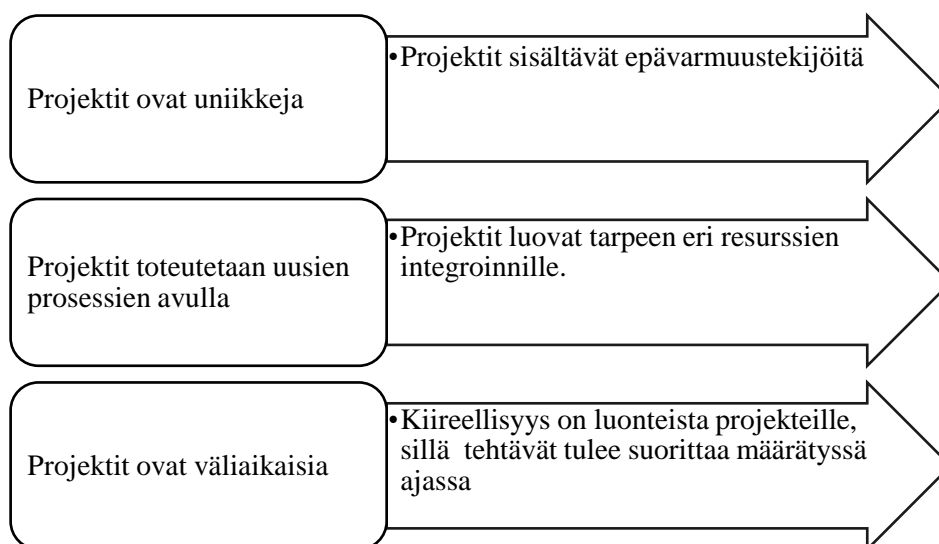 Projektit ovat uniikkeja
•Projektit sisältävät epävarmuustekijöitä
Projektit toteutetaan uusien
prosessien avulla
•Projektit luovat tarpeen eri resurssien
integroinnille.
Projektit ovat väliaikaisia
•Kiireellisyys on luonteista projekteille,
sillä  tehtävät tulee suorittaa määrätyssä
ajassa